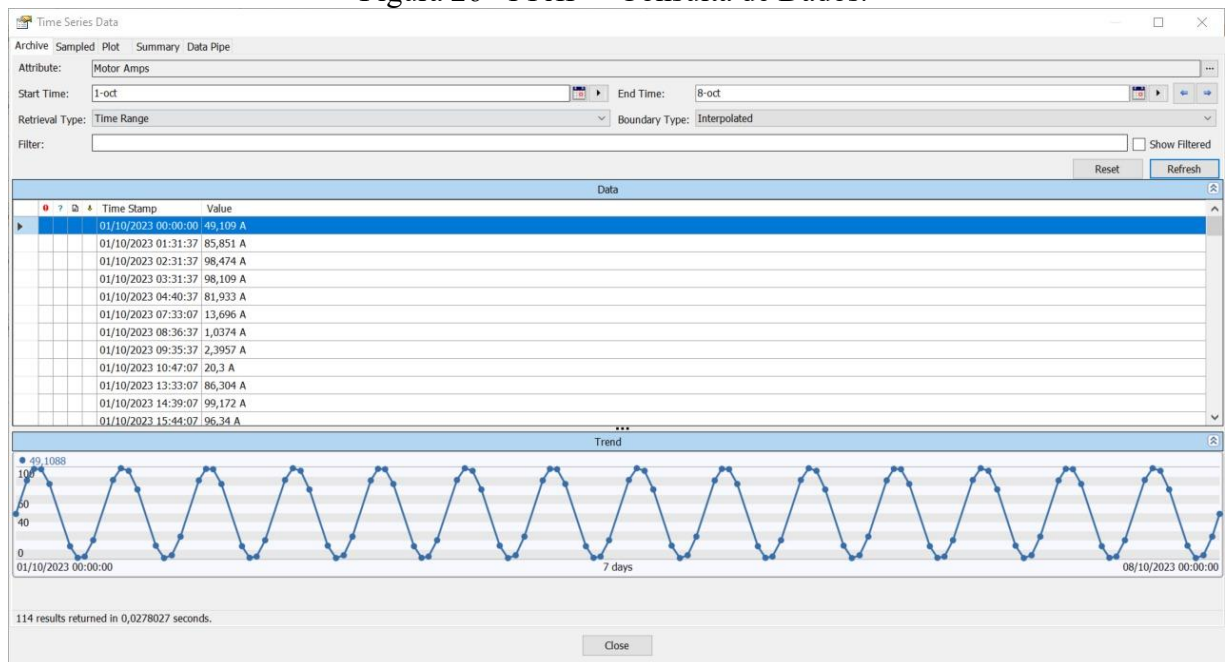 Time Series Data
Archive Sampled Plot Summary Data Pipe
Attribute: Motor Amps ...
Start Time: 1-oct End Time: 8-oct
Retrieval Type: Time Range Boundary Type: Interpolated
Filter: Show Filtered
Reset Refresh
Data
Time Stamp Value
01/10/2023 00:00:00 49,109 A
01/10/2023 01:31:37 85,851 A
01/10/2023 02:31:37 98,474 A
01/10/2023 03:31:37 98,109 A
01/10/2023 04:40:37 81,933 A
01/10/2023 07:33:07 13,696 A
01/10/2023 08:36:37 1,0374 A
01/10/2023 09:35:37 2,3957 A
01/10/2023 10:47:07 20,3 A
01/10/2023 13:33:07 86,304 A
01/10/2023 14:39:07 99,172 A
01/10/2023 15:44:07 96,34 A
Trend
49,1088
100
60
40
0
01/10/2023 00:00:00 7 days 08/10/2023 00:00:00
114 results returned in 0,0278027 seconds.
Close